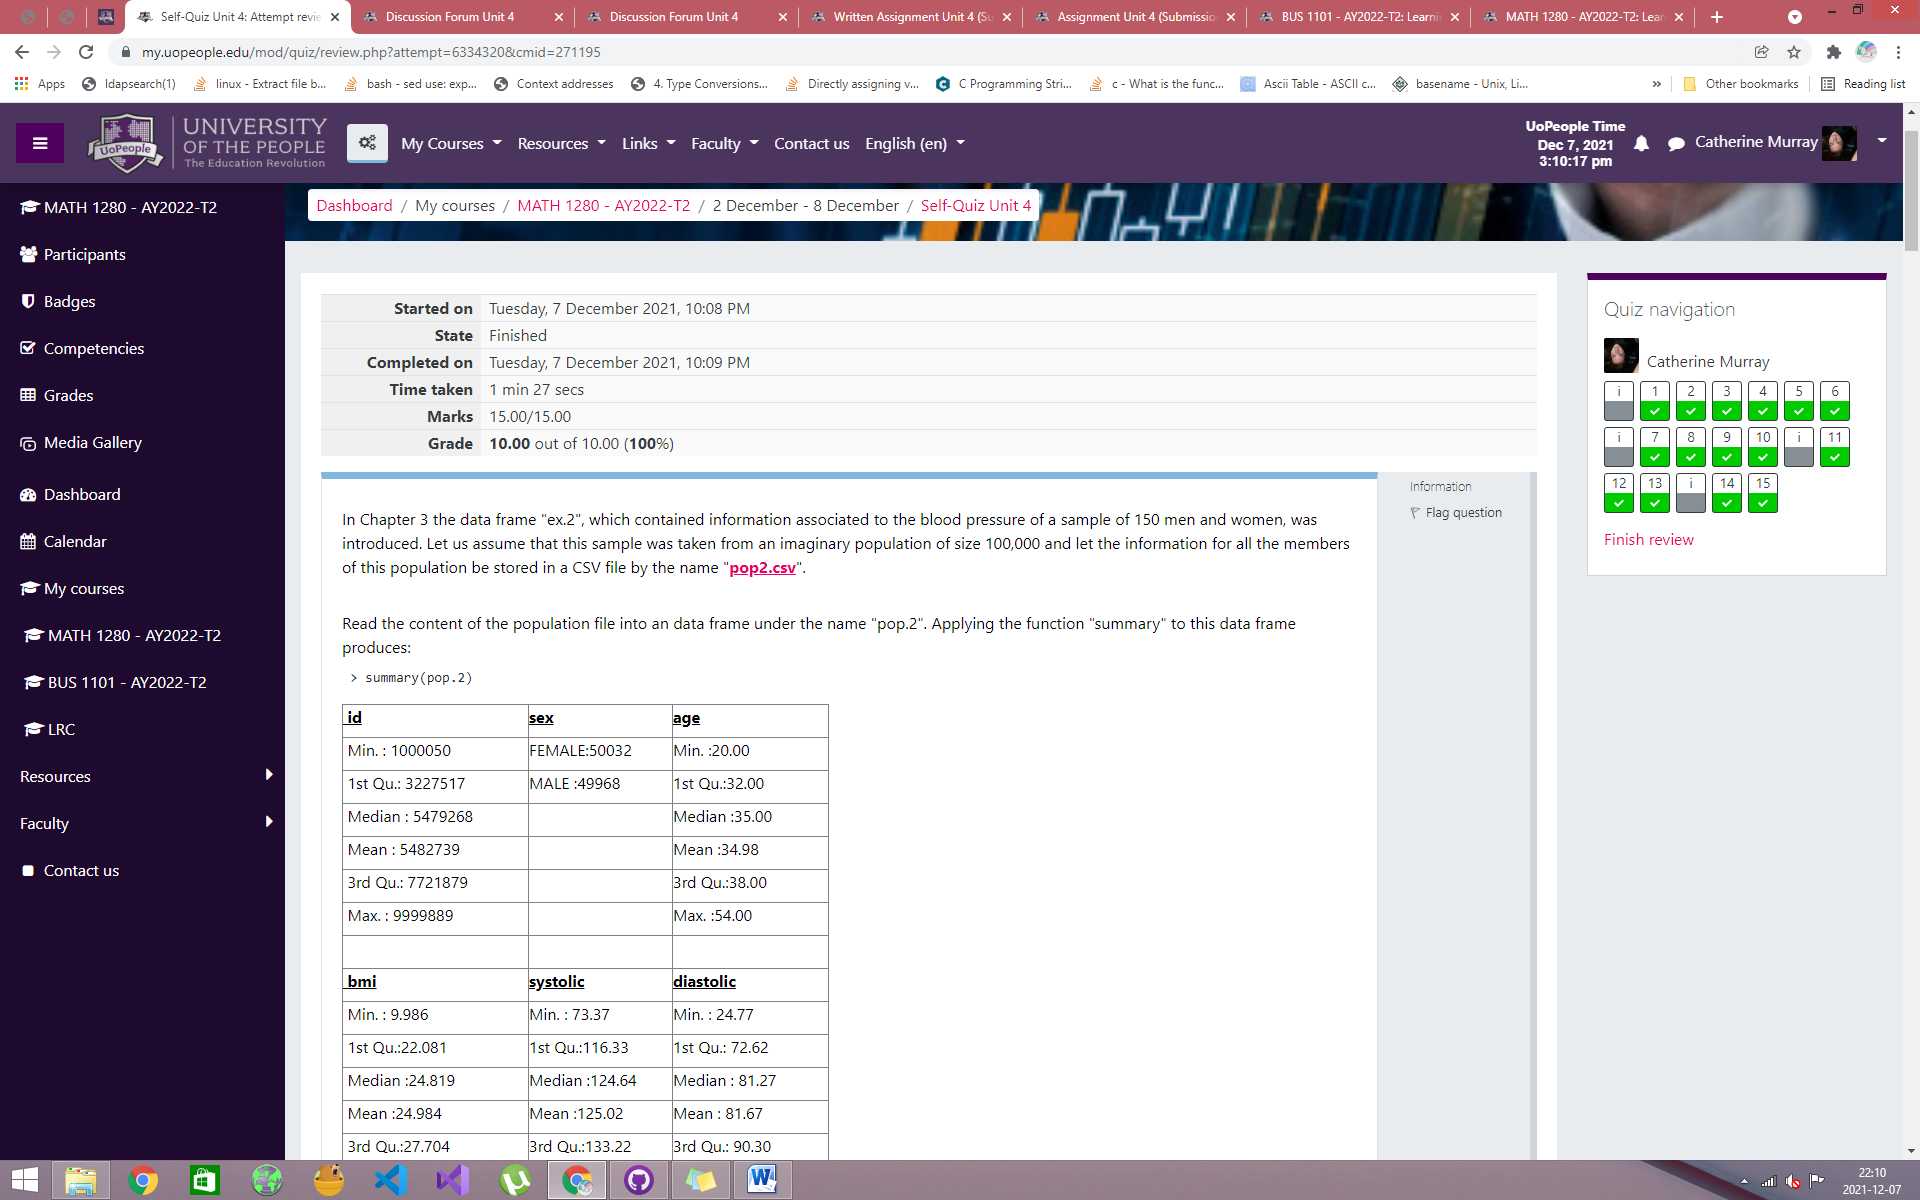 Self-Quiz Unit 4: Attempt revie
Discussion Forum Unit 4
Discussion Forum Unit 4
Written Assignment Unit 4 (Su
Assignment Unit 4 (Submissio
BUS 1101 - AY2022-T2: Learni
MATH 1280 - AY2022-T2: Lear
my.uopeople.edu/mod/quiz/review.php?attempt=6334320&cmid=271195
Apps
ldapsearch(1)
linux - Extract file b...
bash - sed use: exp...
Context addresses
4. Type Conversions...
Directly assigning v...
C Programming Stri...
c - What is the func...
Ascii Table - ASCII c...
basename - Unix, Li...
»
Other bookmarks
Reading list
UoPeople
UNIVERSITY
OF THE PEOPLE
The Education Revolution
My Courses
Resources
Links
Faculty
Contact us
English (en)
UoPeople Time
Dec 7, 2021
3:10:17 pm
Catherine Murray
MATH 1280 - AY2022-T2
Participants
Badges
Competencies
Grades
Media Gallery
Dashboard
Calendar
My courses
MATH 1280 - AY2022-T2
BUS 1101 - AY2022-T2
LRC
Resources
Faculty
Contact us
Dashboard / My courses / MATH 1280 - AY2022-T2 / 2 December - 8 December / Self-Quiz Unit 4
Started on Tuesday, 7 December 2021, 10:08 PM
State Finished
Completed on Tuesday, 7 December 2021, 10:09 PM
Time taken 1 min 27 secs
Marks 15.00/15.00
Grade 10.00 out of 10.00 (100%)
Information
Flag question
In Chapter 3 the data frame "ex.2", which contained information associated to the blood pressure of a sample of 150 men and women, was
introduced. Let us assume that this sample was taken from an imaginary population of size 100,000 and let the information for all the members
of this population be stored in a CSV file by the name "pop2.csv".
Read the content of the population file into an data frame under the name "pop.2". Applying the function "summary" to this data frame
produces:
> summary(pop.2)
id sex age
Min. : 1000050 FEMALE:50032 Min. :20.00
1st Qu.: 3227517 MALE :49968 1st Qu.:32.00
Median : 5479268 Median :35.00
Mean : 5482739 Mean :34.98
3rd Qu.: 7721879 3rd Qu.:38.00
Max. : 9999889 Max. :54.00
bmi systolic diastolic
Min. : 9.986 Min. : 73.37 Min. : 24.77
1st Qu.:22.081 1st Qu.:116.33 1st Qu.: 72.62
Median :24.819 Median :124.64 Median : 81.27
Mean :24.984 Mean :125.02 Mean : 81.67
3rd Qu.:27.704 3rd Qu.:133.22 3rd Qu.: 90.30
Quiz navigation
Catherine Murray
i 1 2 3 4 5 6
i 7 8 9 10 i 11
12 13 i 14 15
Finish review
22:10
2021-12-07